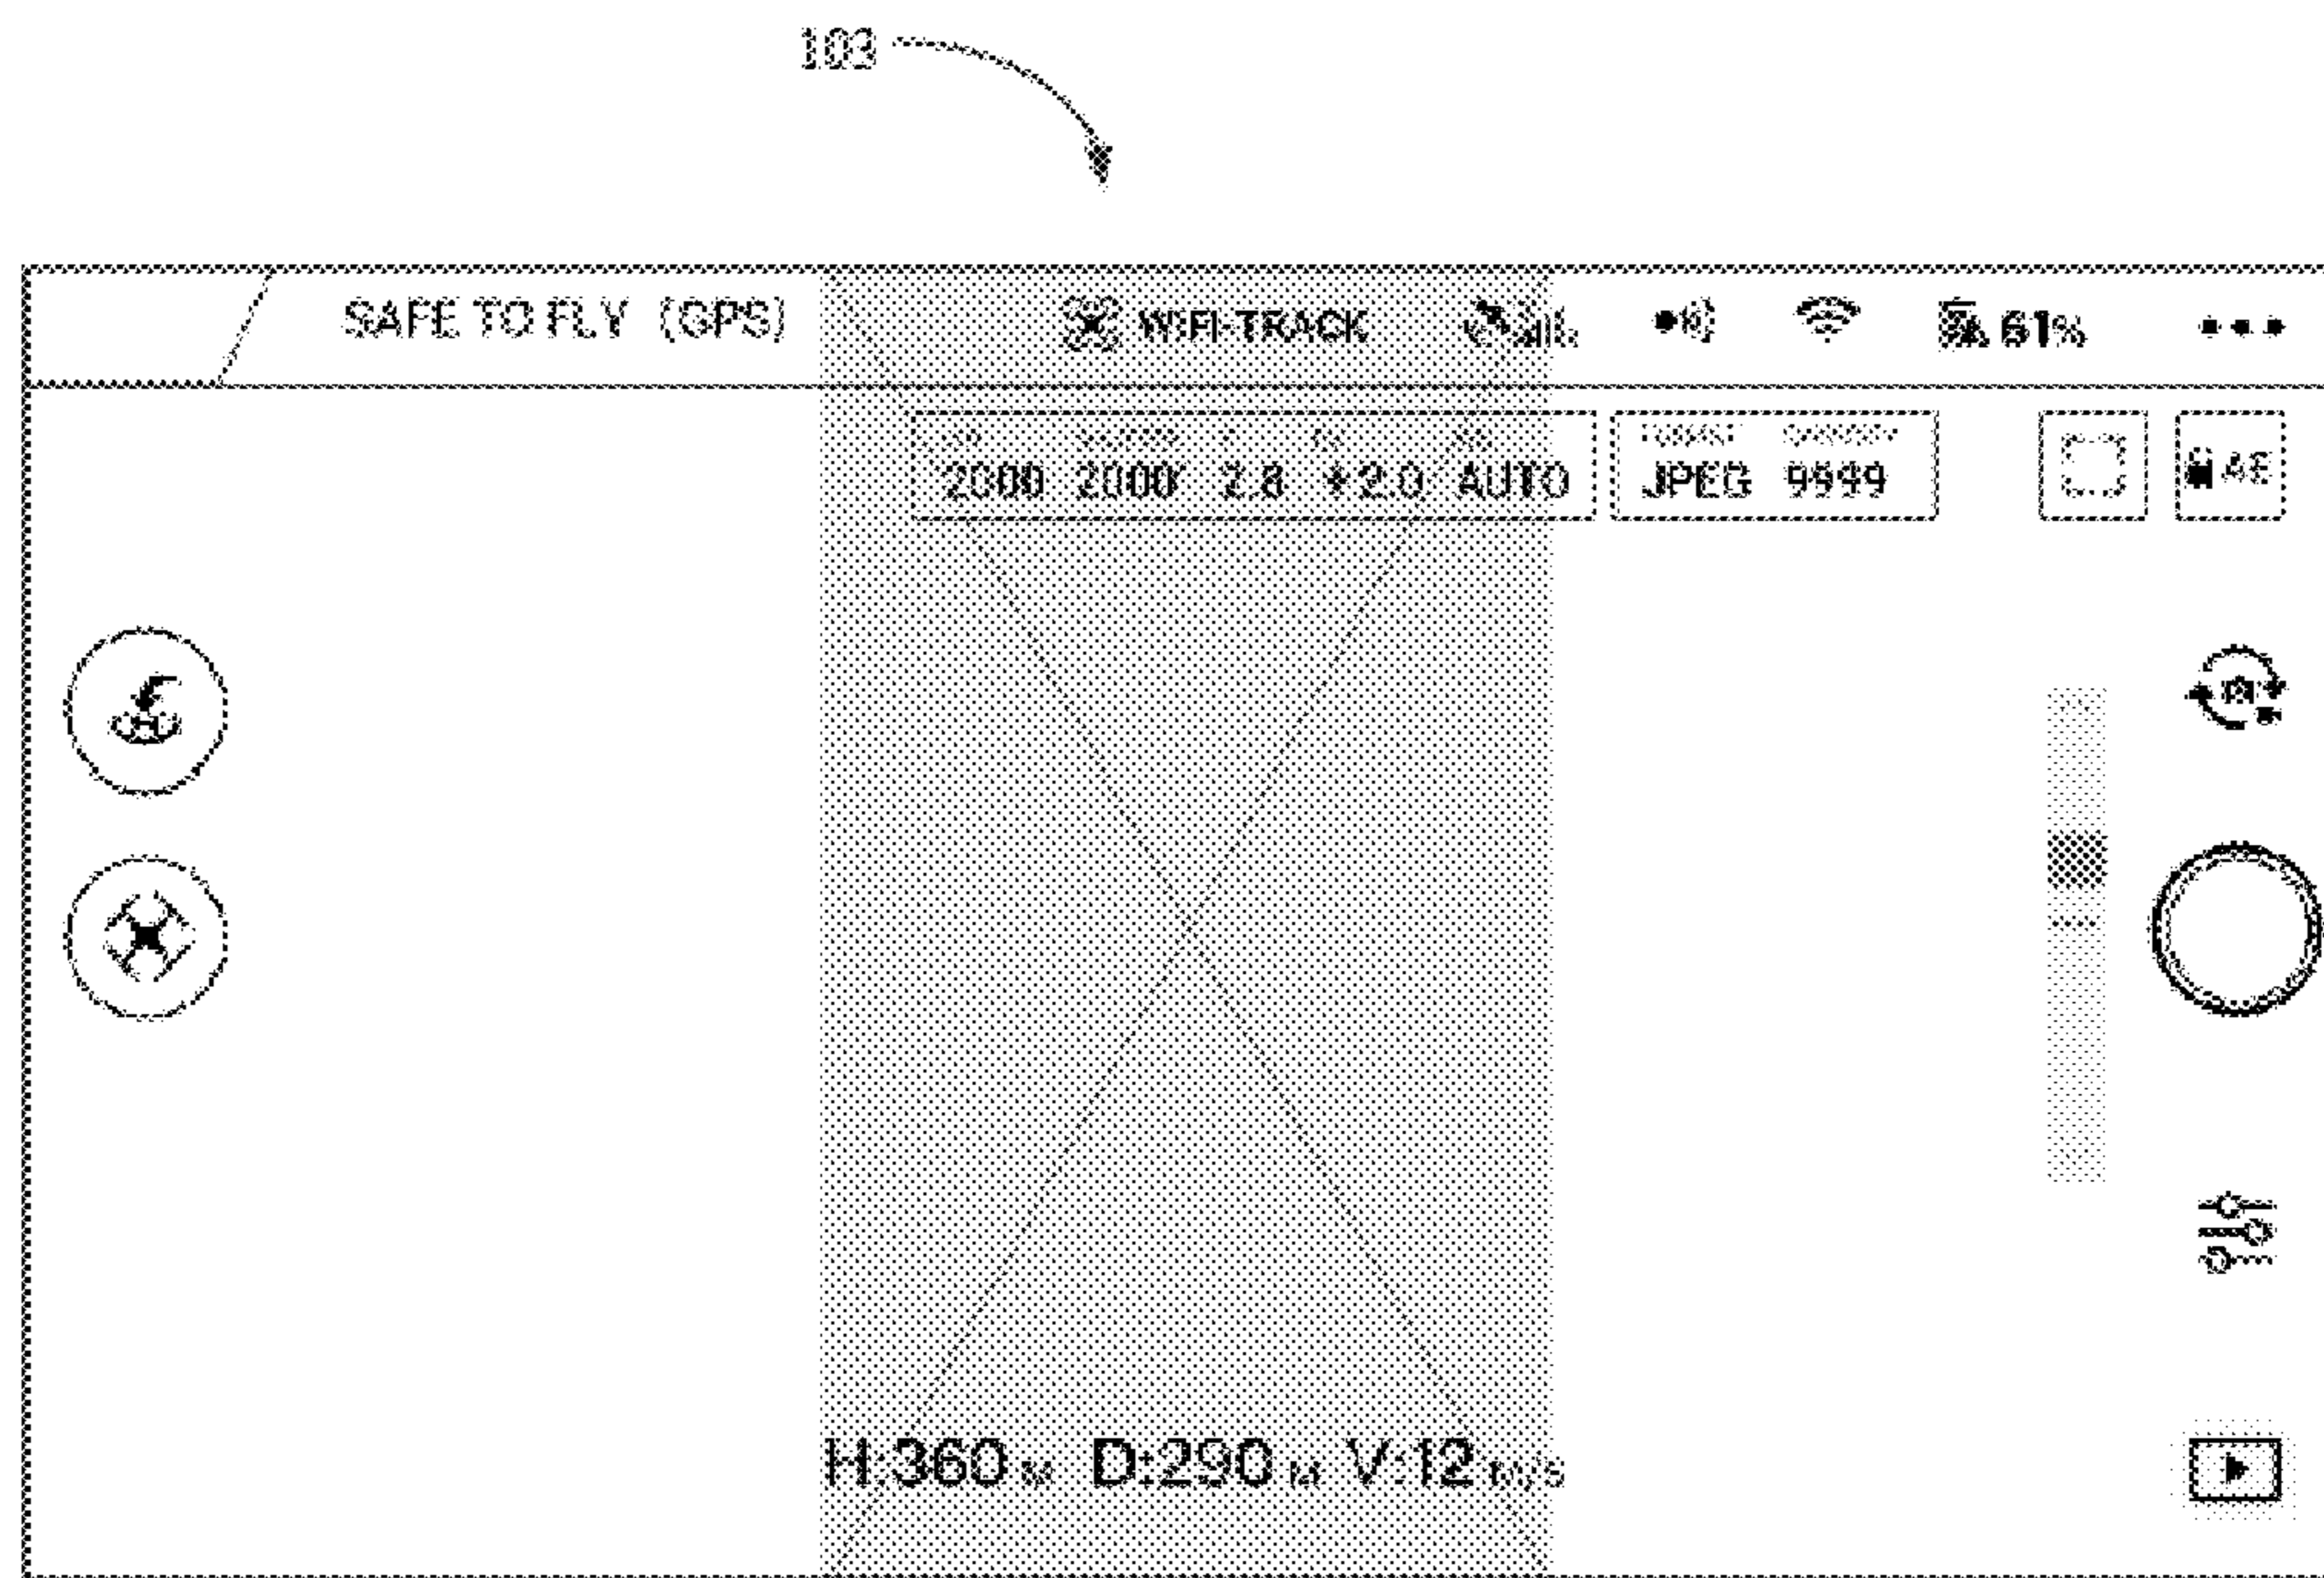 103
SAFE TO FLY (GPS) WIFI-TRACK 61%
2000 2000 2.8 +2.0 AUTO JPEG 9999 AE
H:360 M D:290 M V:12 M/S